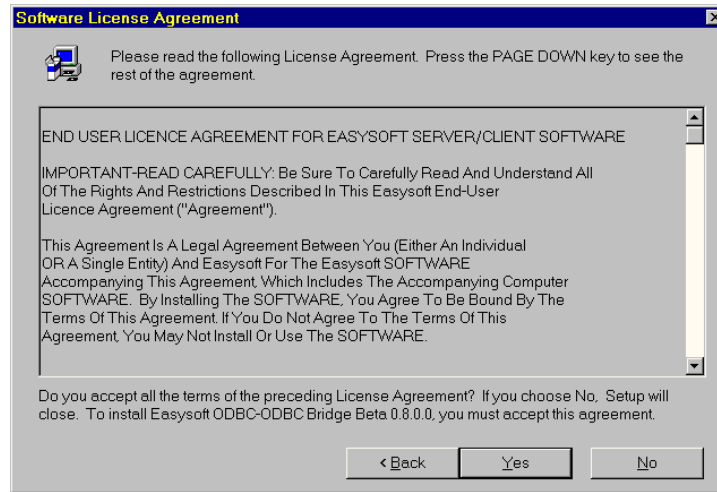 Software License Agreement
Please read the following License Agreement. Press the PAGE DOWN key to see the
rest of the agreement.
END USER LICENCE AGREEMENT FOR EASYSOFT SERVER/CLIENT SOFTWARE
IMPORTANT-READ CAREFULLY: Be Sure To Carefully Read And Understand All
Of The Rights And Restrictions Described In This Easysoft End-User
Licence Agreement ("Agreement").
This Agreement Is A Legal Agreement Between You (Either An Individual
OR A Single Entity) And Easysoft For The Easysoft SOFTWARE
Accompanying This Agreement, Which Includes The Accompanying Computer
SOFTWARE. By Installing The SOFTWARE, You Agree To Be Bound By The
Terms Of This Agreement. If You Do Not Agree To The Terms Of This
Agreement, You May Not Install Or Use The SOFTWARE.
Do you accept all the terms of the preceding License Agreement? If you choose No, Setup will
close. To install Easysoft ODBC-ODBC Bridge Beta 0.8.0.0, you must accept this agreement.
< Back
Yes
No